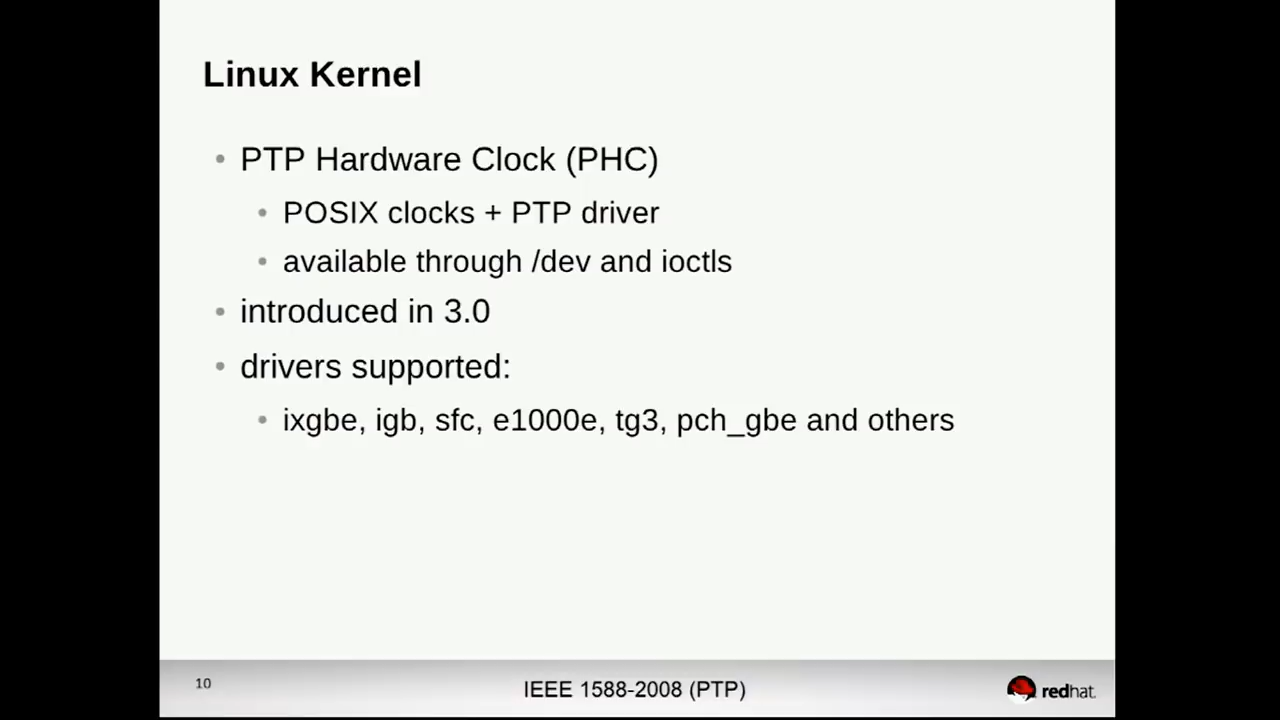 Linux Kernel
• PTP Hardware Clock (PHC)
• POSIX clocks + PTP driver
• available through /dev and ioctls
• introduced in 3.0
• drivers supported:
• ixgbe, igb, sfc, e1000e, tg3, pch_gbe and others
10
IEEE 1588-2008 (PTP)
redhat.